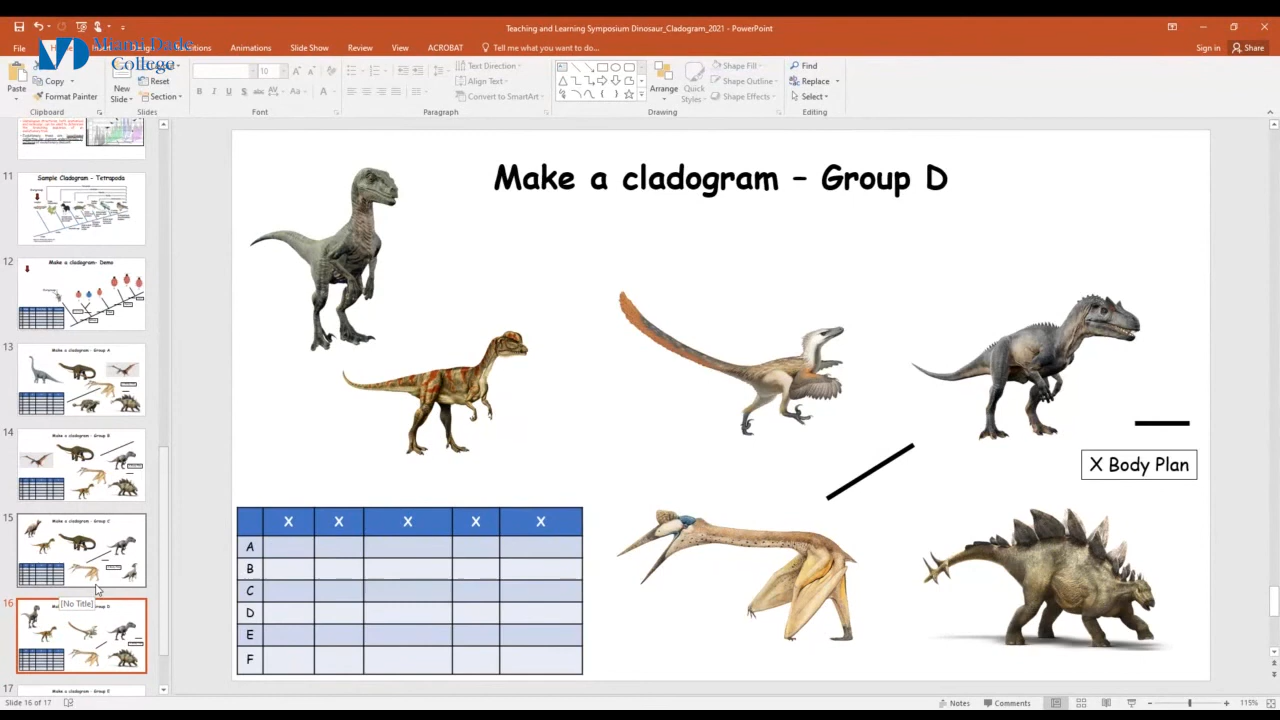 Teaching and Learning Symposium Dinosaur_Cladogram_2021 - PowerPoint
File
Animations
Slide Show
Review
View
ACROBAT
Tell me what you want to do...
Sign in
Share
Miami Dade
College
Paste
Copy
Format Painter
Clipboard
New
Slide
Reset
Section
Slides
10
B I U S abc AV Aa A
Font
Text Direction
Align Text
Convert to SmartArt
Paragraph
Arrange
Quick
Styles
Shape Fill
Shape Outline
Shape Effects
Drawing
Find
Replace
Select
Editing
11
Sample Cladogram - Tetrapoda
12
Make a cladogram- Demo
13
Make a cladogram - Group A
14
Make a cladogram - Group B
15
Make a cladogram - Group C
16
[No Title]
17
Make a cladogram - Group E
Make a cladogram – Group D
X Body Plan
X X X X X
A
B
C
D
E
F
Slide 16 of 17
Notes
Comments
115%